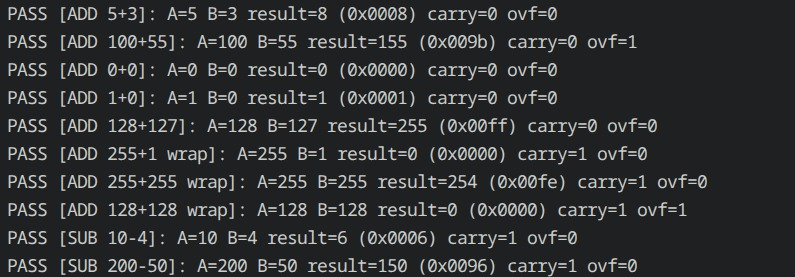 PASS [ADD 5+3]: A=5 B=3 result=8 (0x0008) carry=0 ovf=0
PASS [ADD 100+55]: A=100 B=55 result=155 (0x009b) carry=0 ovf=1
PASS [ADD 0+0]: A=0 B=0 result=0 (0x0000) carry=0 ovf=0
PASS [ADD 1+0]: A=1 B=0 result=1 (0x0001) carry=0 ovf=0
PASS [ADD 128+127]: A=128 B=127 result=255 (0x00ff) carry=0 ovf=0
PASS [ADD 255+1 wrap]: A=255 B=1 result=0 (0x0000) carry=1 ovf=0
PASS [ADD 255+255 wrap]: A=255 B=255 result=254 (0x00fe) carry=1 ovf=0
PASS [ADD 128+128 wrap]: A=128 B=128 result=0 (0x0000) carry=1 ovf=1
PASS [SUB 10-4]: A=10 B=4 result=6 (0x0006) carry=1 ovf=0
PASS [SUB 200-50]: A=200 B=50 result=150 (0x0096) carry=1 ovf=0